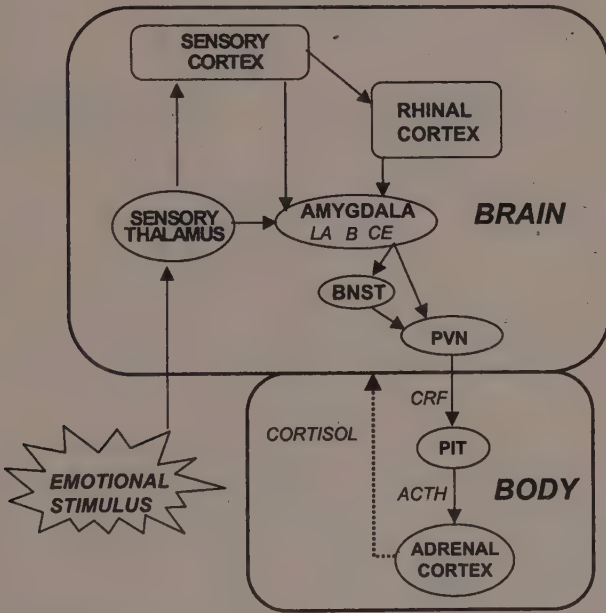 SENSORY
CORTEX
RHINAL
CORTEX
SENSORY
THALAMUS
AMYGDALA
LA B CE
BRAIN
BNST
PVN
CRF
CORTISOL
PIT
EMOTIONAL
STIMULUS
ACTH
BODY
ADRENAL
CORTEX